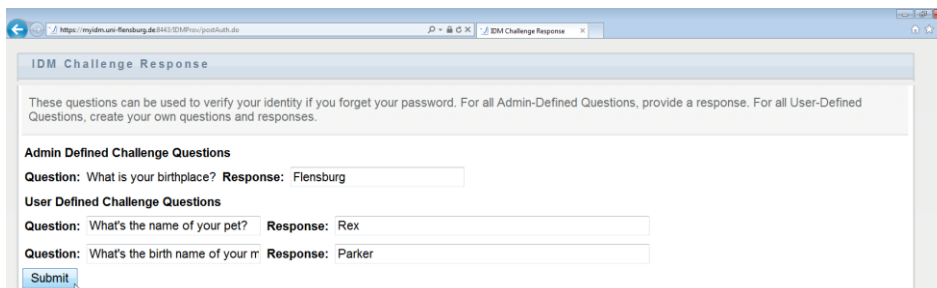 https://myidm.uni-flensburg.de:8443/IDMProv/postAuth.do IDM Challenge Response
IDM Challenge Response
These questions can be used to verify your identity if you forget your password. For all Admin-Defined Questions, provide a response. For all User-Defined
Questions, create your own questions and responses.
Admin Defined Challenge Questions
Question: What is your birthplace? Response: Flensburg
User Defined Challenge Questions
Question: What's the name of your pet? Response: Rex
Question: What's the birth name of your m Response: Parker
Submit